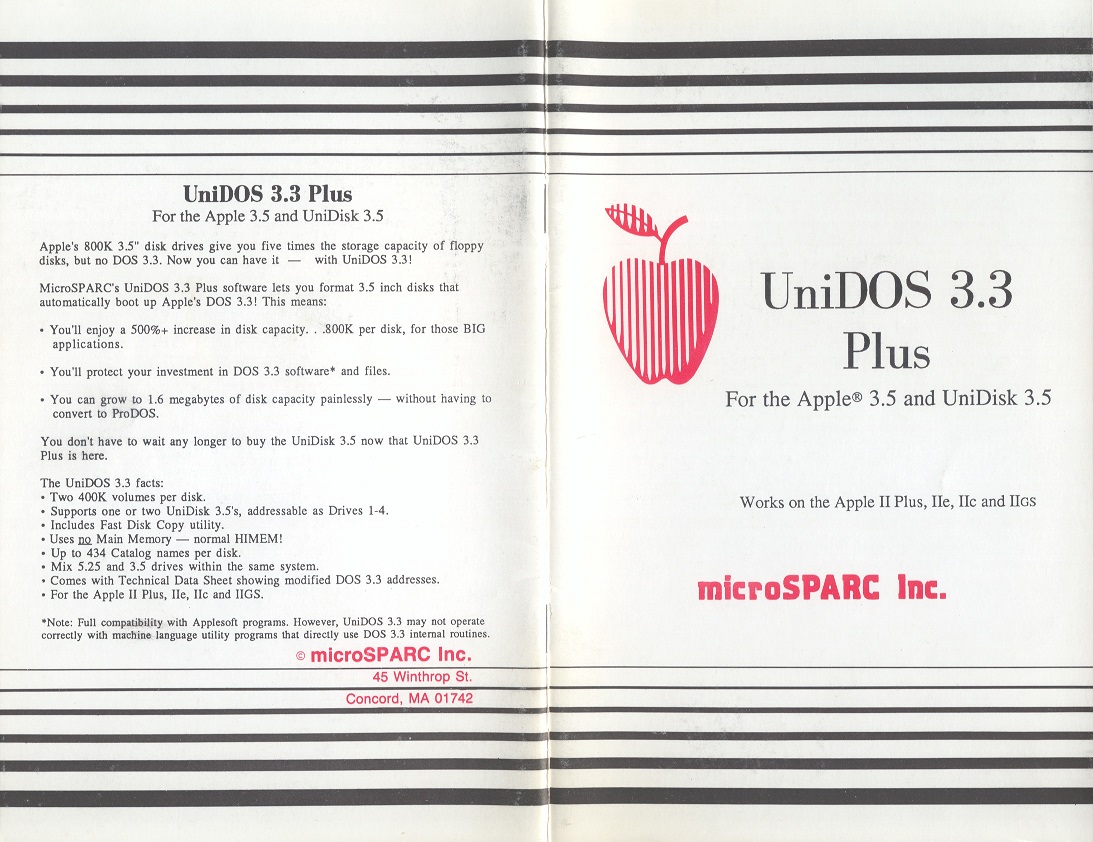 UniDOS 3.3 Plus
For the Apple 3.5 and UniDisk 3.5
Apple's 800K 3.5" disk drives give you five times the storage capacity of floppy
disks, but no DOS 3.3. Now you can have it — with UniDOS 3.3!
MicroSPARC's UniDOS 3.3 Plus software lets you format 3.5 inch disks that
automatically boot up Apple's DOS 3.3! This means:
• You'll enjoy a 500%+ increase in disk capacity. . .800K per disk, for those BIG
applications.
• You'll protect your investment in DOS 3.3 software* and files.
• You can grow to 1.6 megabytes of disk capacity painlessly — without having to
convert to ProDOS.
You don't have to wait any longer to buy the UniDisk 3.5 now that UniDOS 3.3
Plus is here.
The UniDOS 3.3 facts:
• Two 400K volumes per disk.
• Supports one or two UniDisk 3.5's, addressable as Drives 1-4.
• Includes Fast Disk Copy utility.
• Uses no Main Memory — normal HIMEM!
• Up to 434 Catalog names per disk.
• Mix 5.25 and 3.5 drives within the same system.
• Comes with Technical Data Sheet showing modified DOS 3.3 addresses.
• For the Apple II Plus, IIe, IIc and IIGS.
*Note: Full compatibility with Applesoft programs. However, UniDOS 3.3 may not operate
correctly with machine language utility programs that directly use DOS 3.3 internal routines.
© microSPARC Inc.
45 Winthrop St.
Concord, MA 01742
UniDOS 3.3
Plus
For the Apple® 3.5 and UniDisk 3.5
Works on the Apple II Plus, IIe, IIc and IIGS
microSPARC Inc.